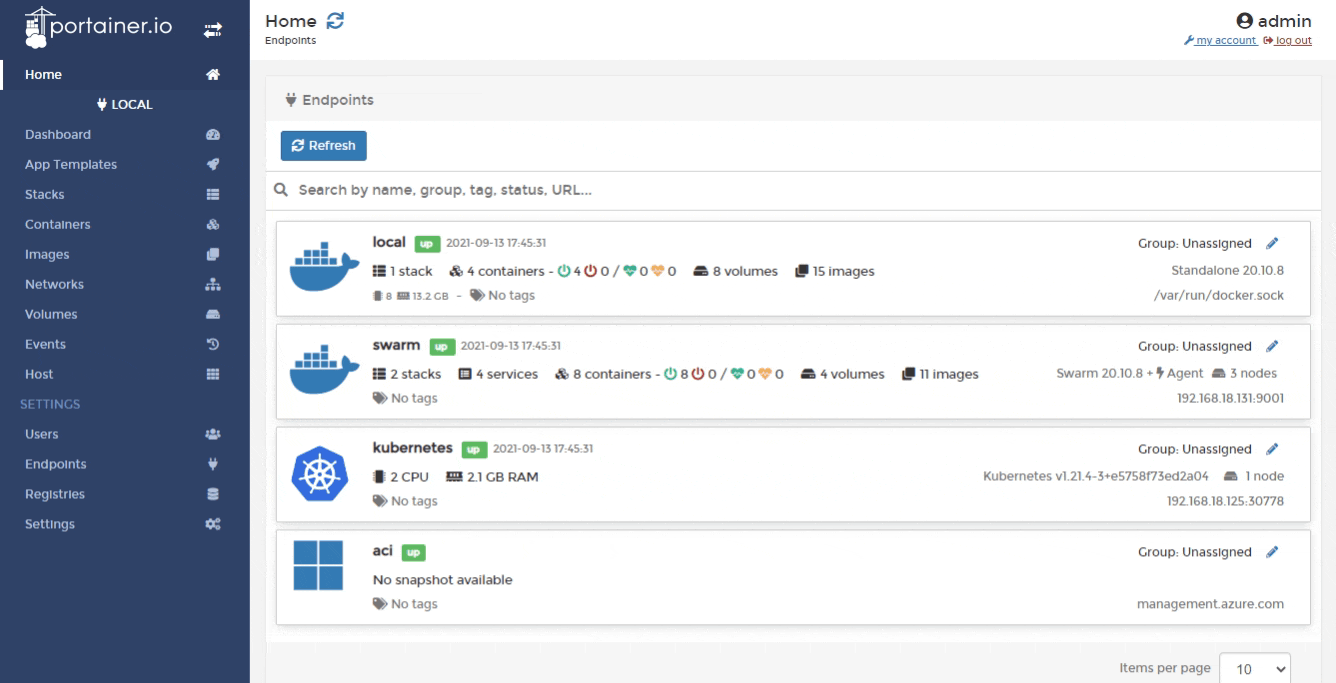 portainer.io
Home
LOCAL
Dashboard
App Templates
Stacks
Containers
Images
Networks
Volumes
Events
Host
SETTINGS
Users
Endpoints
Registries
Settings
Home
Endpoints
admin
my account log out
Endpoints
Refresh
Search by name, group, tag, status, URL...
local up 2021-09-13 17:45:31 Group: Unassigned
1 stack 4 containers - 4 0 / 0 0 8 volumes 15 images Standalone 20.10.8
8 13.2 GB - No tags /var/run/docker.sock
swarm up 2021-09-13 17:45:31 Group: Unassigned
2 stacks 4 services 8 containers - 8 0 / 0 0 4 volumes 11 images Swarm 20.10.8 + Agent 3 nodes
No tags 192.168.18.131:9001
kubernetes up 2021-09-13 17:45:31 Group: Unassigned
2 CPU 2.1 GB RAM Kubernetes v1.21.4-3+e5758f73ed2a04 1 node
No tags 192.168.18.125:30778
aci up Group: Unassigned
No snapshot available
No tags management.azure.com
Items per page 10